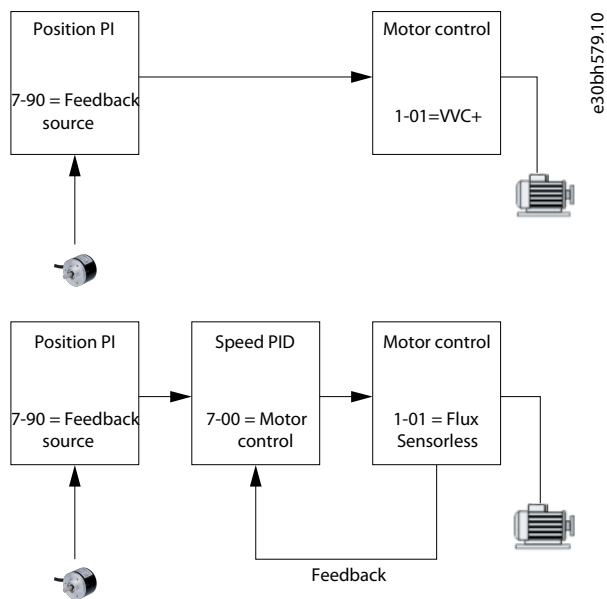 Position PI
7-90 = Feedback
source
Motor control
1-01=VVC+
e30bh579.10
Position PI
7-90 = Feedback
source
Speed PID
7-00 = Motor
control
Motor control
1-01 = Flux
Sensorless
Feedback